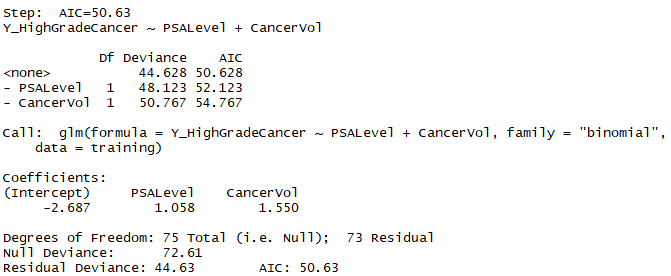 Step:  AIC=50.63
Y_HighGradeCancer ~ PSALevel + CancerVol

            Df Deviance    AIC
<none>          44.628 50.628
- PSALevel   1   48.123 52.123
- CancerVol  1   50.767 54.767

Call:  glm(formula = Y_HighGradeCancer ~ PSALevel + CancerVol, family = "binomial",
    data = training)

Coefficients:
(Intercept)     PSALevel    CancerVol
     -2.687        1.058        1.550

Degrees of Freedom: 75 Total (i.e. Null);  73 Residual
Null Deviance:      72.61
Residual Deviance: 44.63        AIC: 50.63